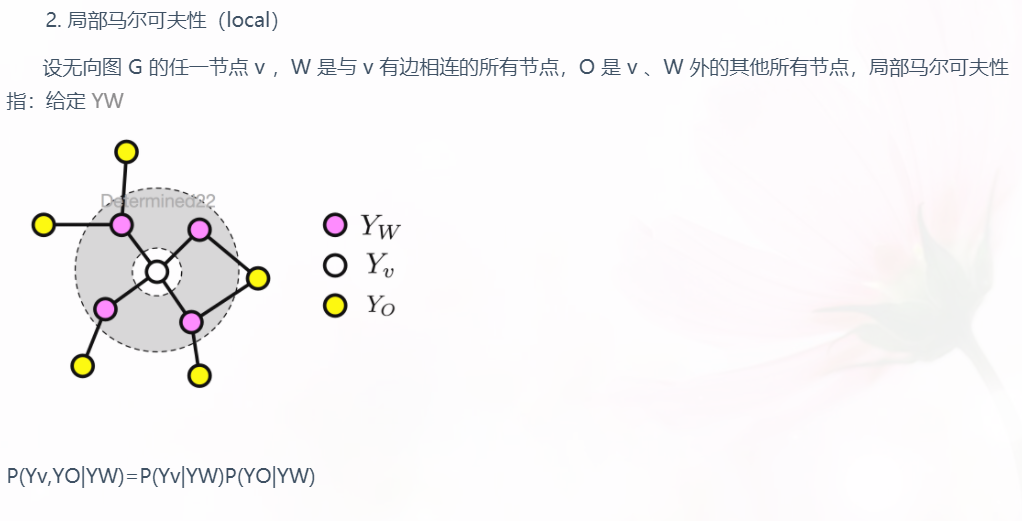 2. 局部马尔可夫性（local）
设无向图 G 的任一节点 v ，W 是与 v 有边相连的所有节点，O 是 v 、W 外的其他所有节点，局部马尔可夫性
指：给定 YW
Determined22
Y_W
Y_v
Y_O
P(Yv,YO|YW)=P(Yv|YW)P(YO|YW)